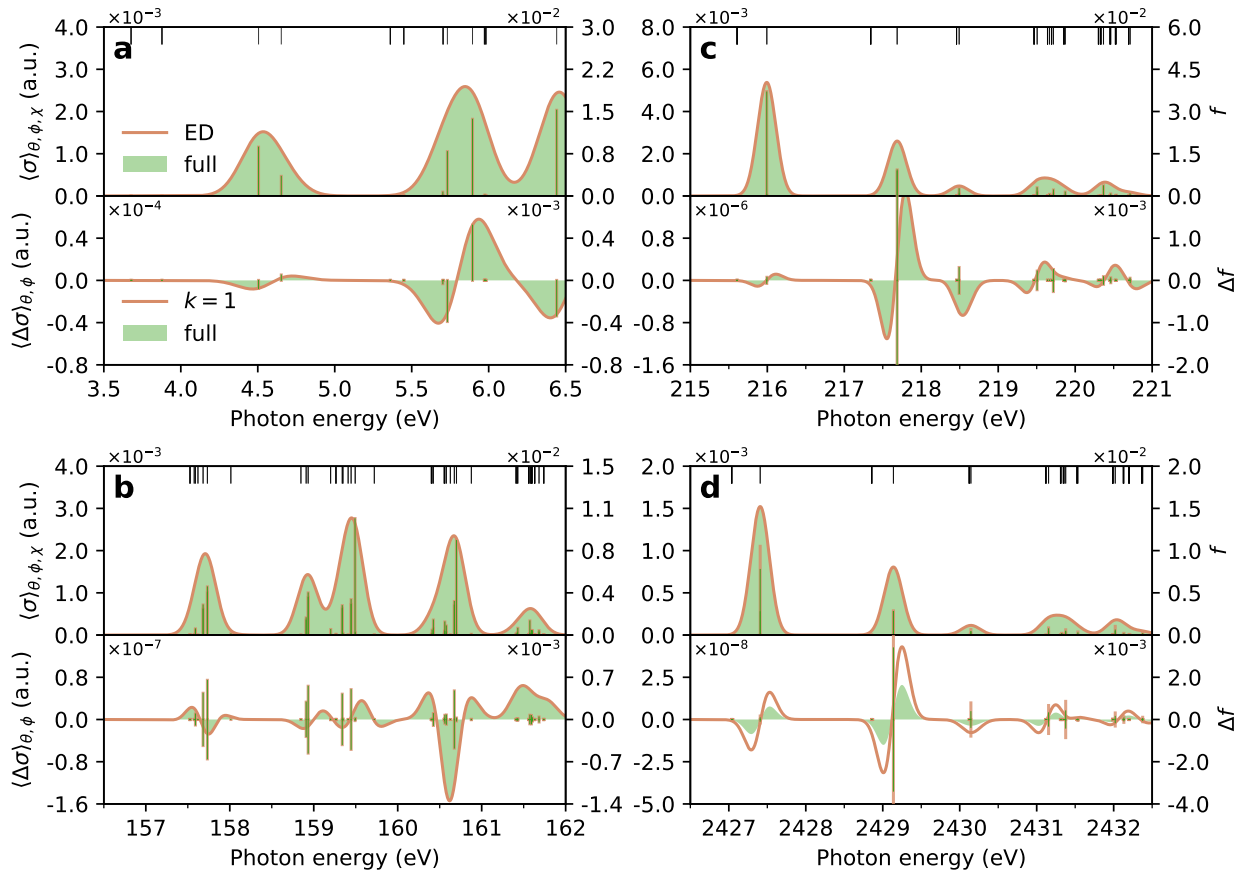 ×10⁻³ ×10⁻²
a
⟨σ⟩θ,ϕ,χ (a.u.)
4.0 3.0 2.0 1.0 0.0
3.0 2.2 1.5 0.8 0.0
ED
full
×10⁻⁴ ×10⁻³
⟨Δσ⟩θ,ϕ (a.u.)
0.4 0.0 -0.4 -0.8
0.4 0.0 -0.4 -0.8
k = 1
full
3.5 4.0 4.5 5.0 5.5 6.0 6.5
Photon energy (eV)
×10⁻³ ×10⁻²
c
8.0 6.0 3.0 2.0 0.0
6.0 4.5 3.0 1.5 0.0
f
×10⁻⁶ ×10⁻³
0.8 0.0 -0.8 -1.6
1.0 0.0 -1.0 -2.0
Δf
215 216 217 218 219 220 221
Photon energy (eV)
×10⁻³ ×10⁻²
b
⟨σ⟩θ,ϕ,χ (a.u.)
4.0 3.0 2.0 1.0 0.0
1.5 1.1 0.8 0.4 0.0
×10⁻⁷ ×10⁻³
⟨Δσ⟩θ,ϕ (a.u.)
0.8 0.0 -0.8 -1.6
0.7 0.0 -0.7 -1.4
157 158 159 160 161 162
Photon energy (eV)
×10⁻³ ×10⁻²
d
2.0 1.5 1.0 0.5 0.0
2.0 1.5 1.0 0.5 0.0
f
×10⁻⁸ ×10⁻³
2.5 0.0 -2.5 -5.0
2.0 0.0 -2.0 -4.0
Δf
2427 2428 2429 2430 2431 2432
Photon energy (eV)